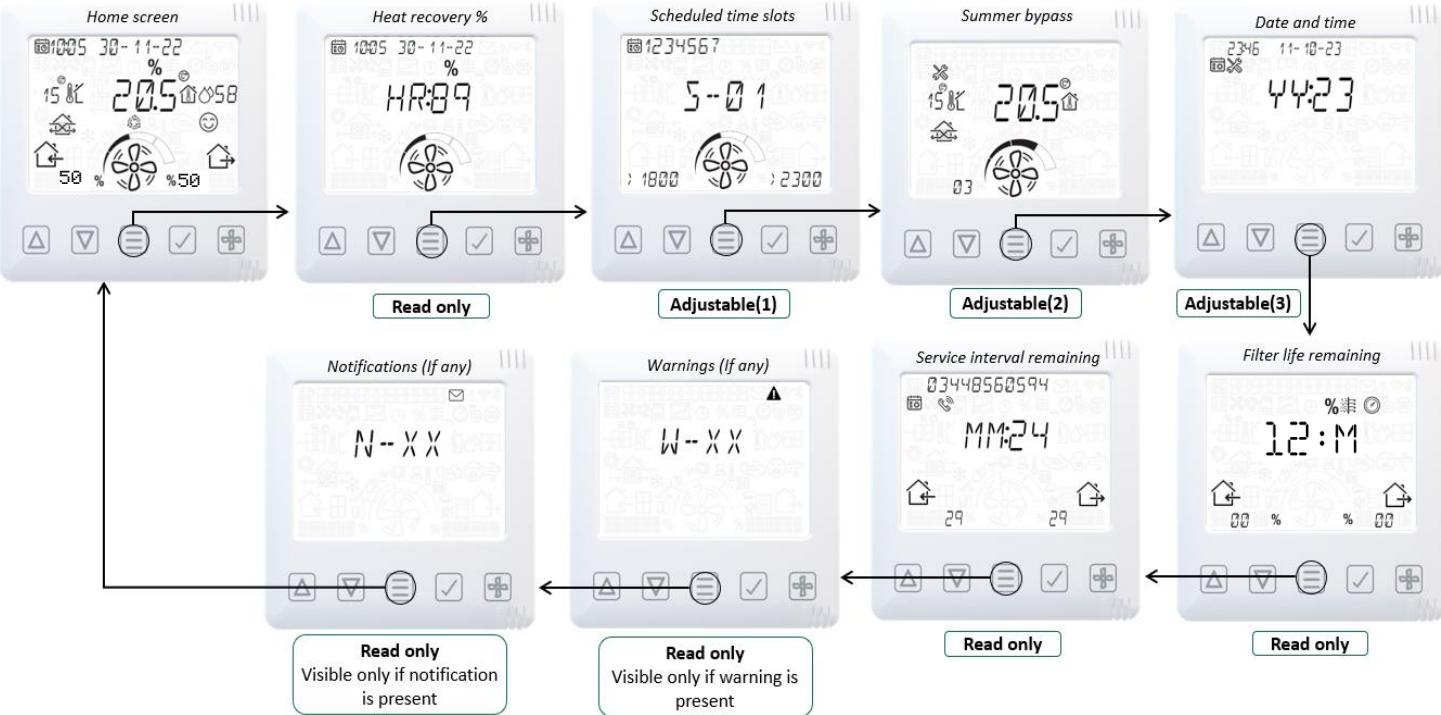 Home screen
1005 30-11-22
%
15 20.5 58
50 % %50
Heat recovery %
1005 30-11-22
%
HR:89
Read only
Scheduled time slots
1234567
S-01
1800 2300
Adjustable(1)
Summer bypass
15 20.5
03
Adjustable(2)
Date and time
2346 11-10-23
YY:23
Adjustable(3)
Filter life remaining
%
12:M
00 % % 00
Read only
Service interval remaining
03448560594
MM:24
29 29
Read only
Warnings (If any)
W--XX
Read only
Visible only if warning is
present
Notifications (If any)
N--XX
Read only
Visible only if notification
is present